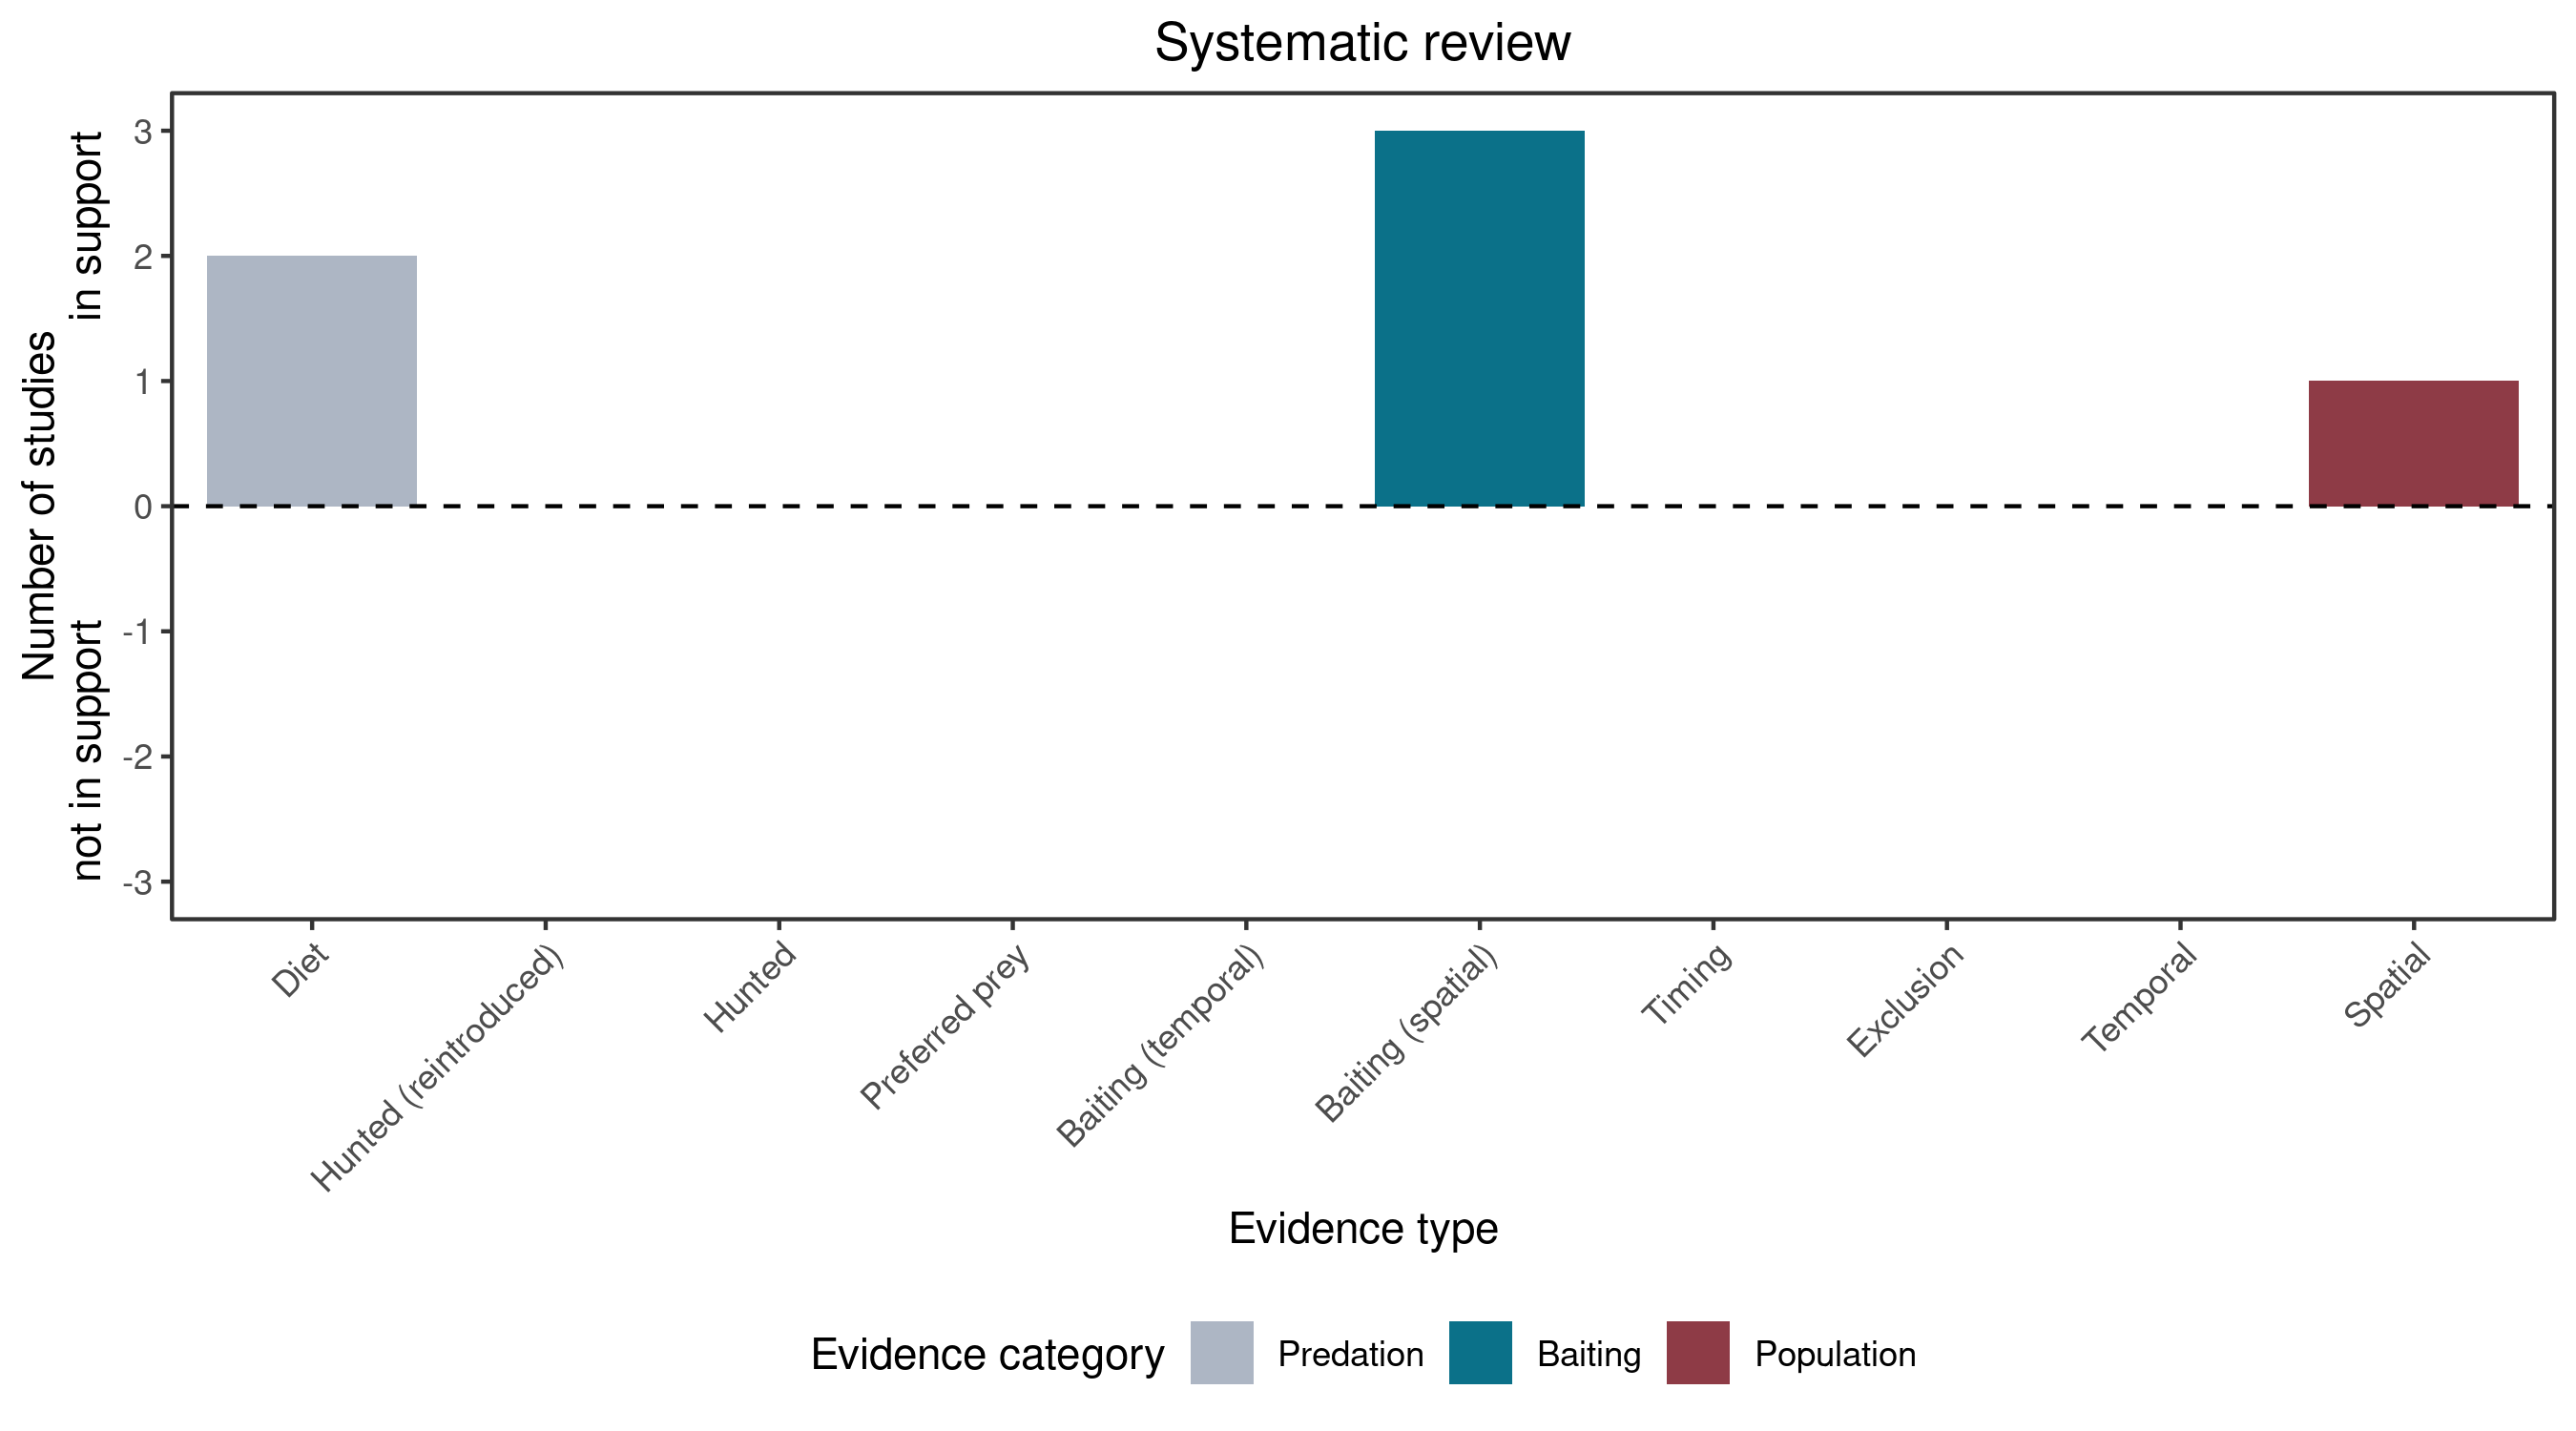 Systematic review
Number of studies
not in support in support
3
2
1
0
-1
-2
-3
Diet
Hunted (reintroduced)
Hunted
Preferred prey
Baiting (temporal)
Baiting (spatial)
Timing
Exclusion
Temporal
Spatial
Evidence type
Evidence category Predation Baiting Population